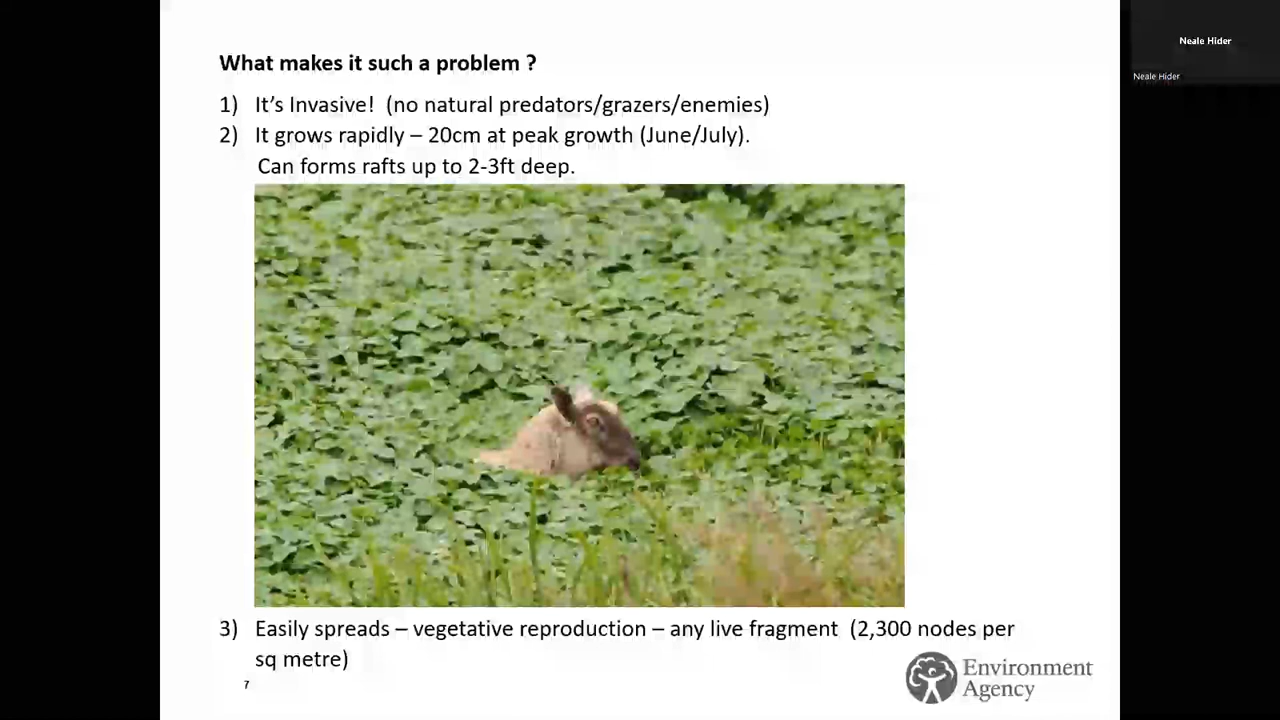 What makes it such a problem ?
Neale Hider
Neale Hider
1) It's Invasive! (no natural predators/grazers/enemies)
2) It grows rapidly – 20cm at peak growth (June/July).
Can forms rafts up to 2-3ft deep.
3) Easily spreads – vegetative reproduction – any live fragment (2,300 nodes per
sq metre)
7
Environment
Agency